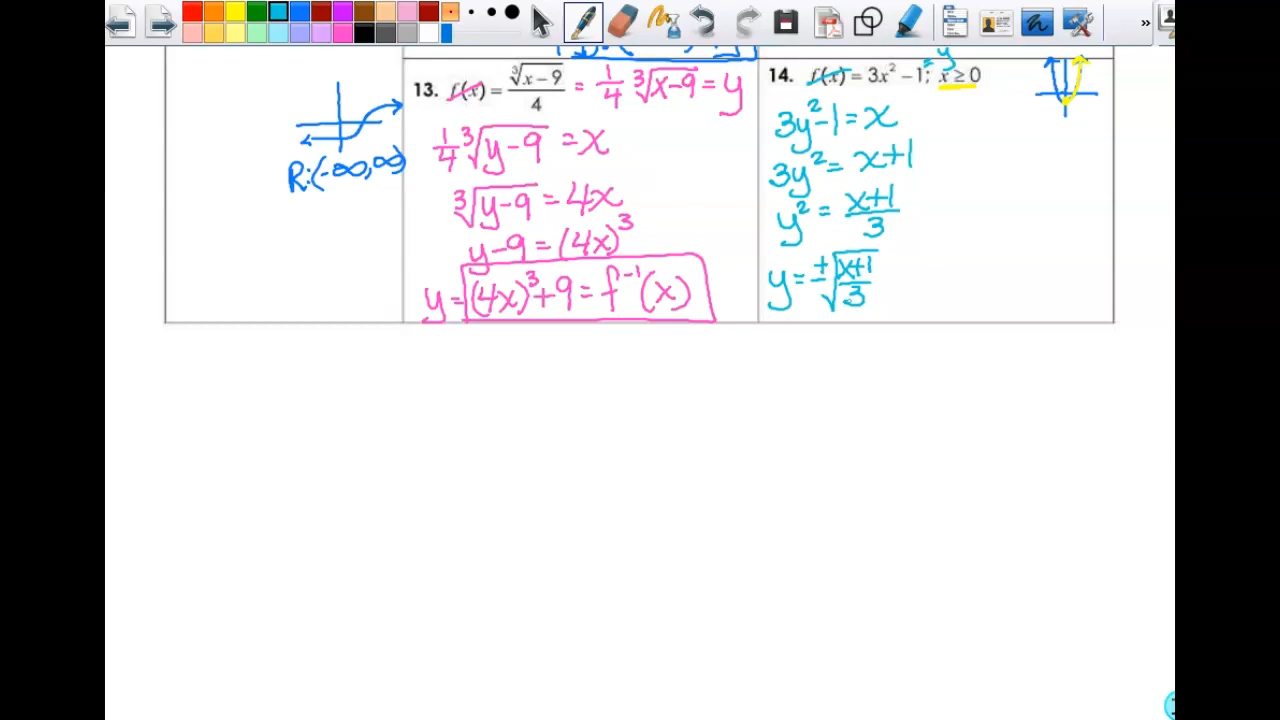 »
R:(-∞,∞)
13. f(x) = ∛(x − 9)/4 = 1/4 ∛(x-9) = y
1/4 ∛(y-9) = x
∛(y-9) = 4x
y-9 = (4x)³
y = (4x)³+9 = f⁻¹(x)
14. f(x) = 3x² − 1; x ≥ 0
= y
3y²-1 = x
3y² = x+1
y² = (x+1)/3
y = ±√((x+1)/3)